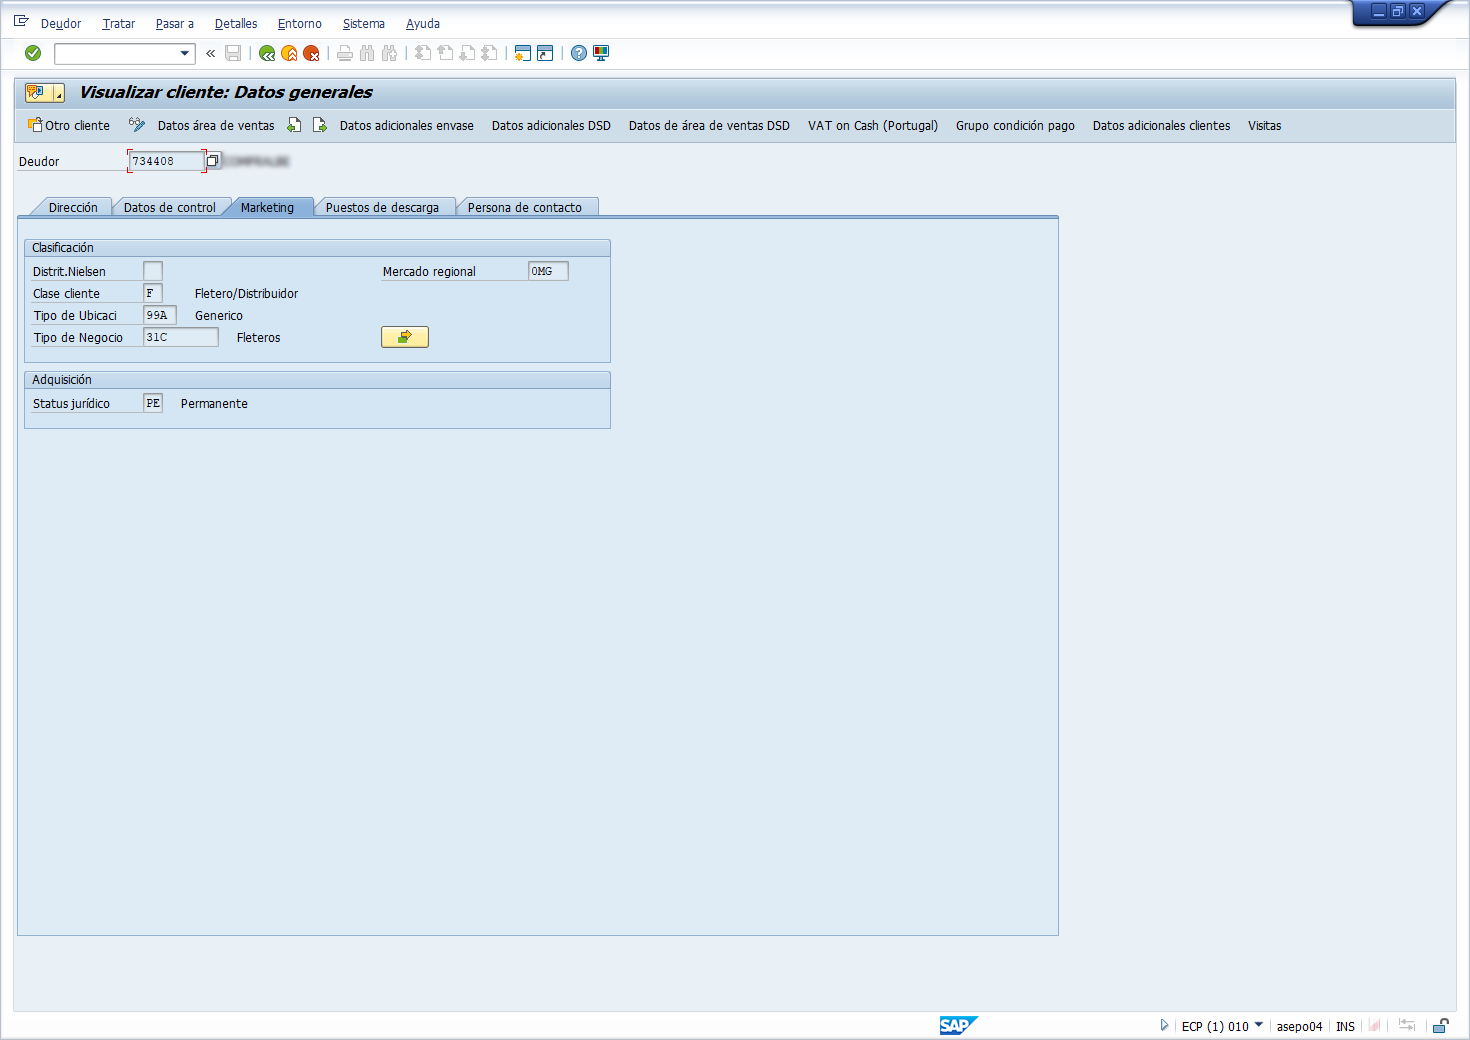 Deudor Tratar Pasar a Detalles Entorno Sistema Ayuda
Visualizar cliente: Datos generales
Otro cliente Datos área de ventas Datos adicionales envase Datos adicionales DSD Datos de área de ventas DSD VAT on Cash (Portugal) Grupo condición pago Datos adicionales clientes Visitas
Deudor 734408
Dirección Datos de control Marketing Puestos de descarga Persona de contacto
Clasificación
Distrit.Nielsen Mercado regional 0MG
Clase cliente F Fletero/Distribuidor
Tipo de Ubicaci 99A Generico
Tipo de Negocio 31C Fleteros
Adquisición
Status jurídico PE Permanente
SAP ECP (1) 010 asepo04 INS